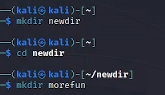 ──(kali㉿kali)-[~]
└─$ mkdir newdir
──(kali㉿kali)-[~]
$ cd newdir
──(kali㉿kali)-[~/newdir]
$ mkdir morefun